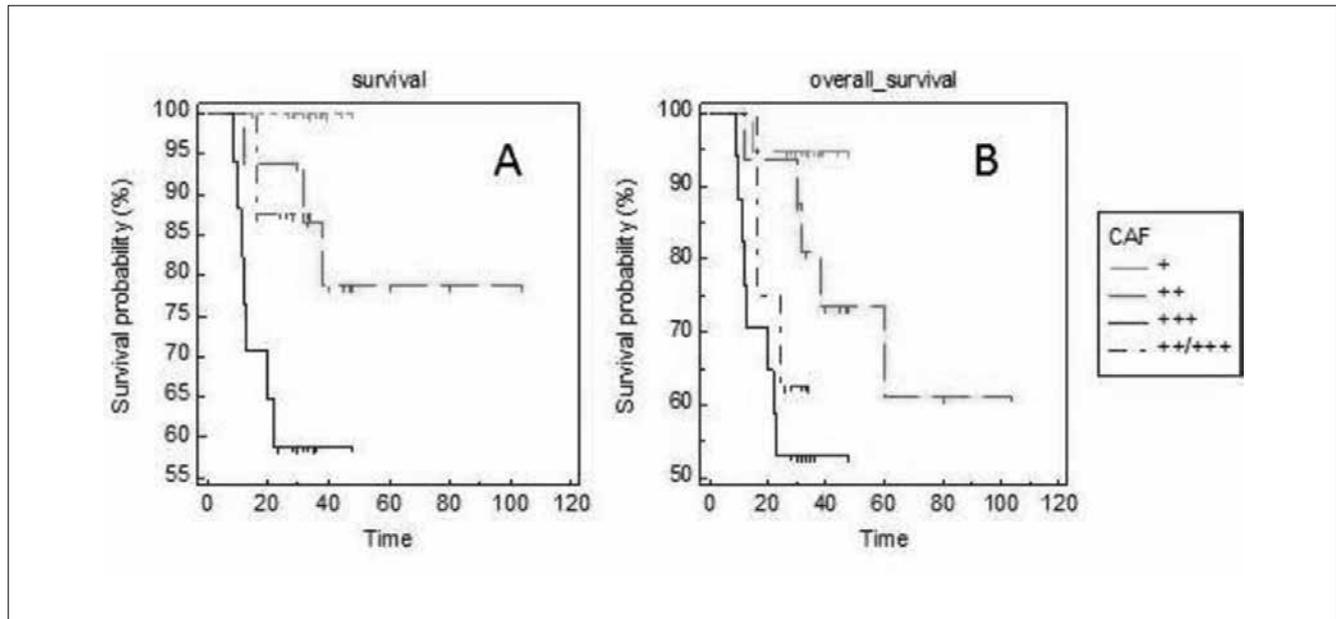 survival
A
Survival probability (%)
100
95
90
85
80
75
70
65
60
55
0 20 40 60 80 100 120
Time
overall_survival
B
Survival probability (%)
100
90
80
70
60
50
0 20 40 60 80 100 120
Time
CAF
+
++
+++
++/+++